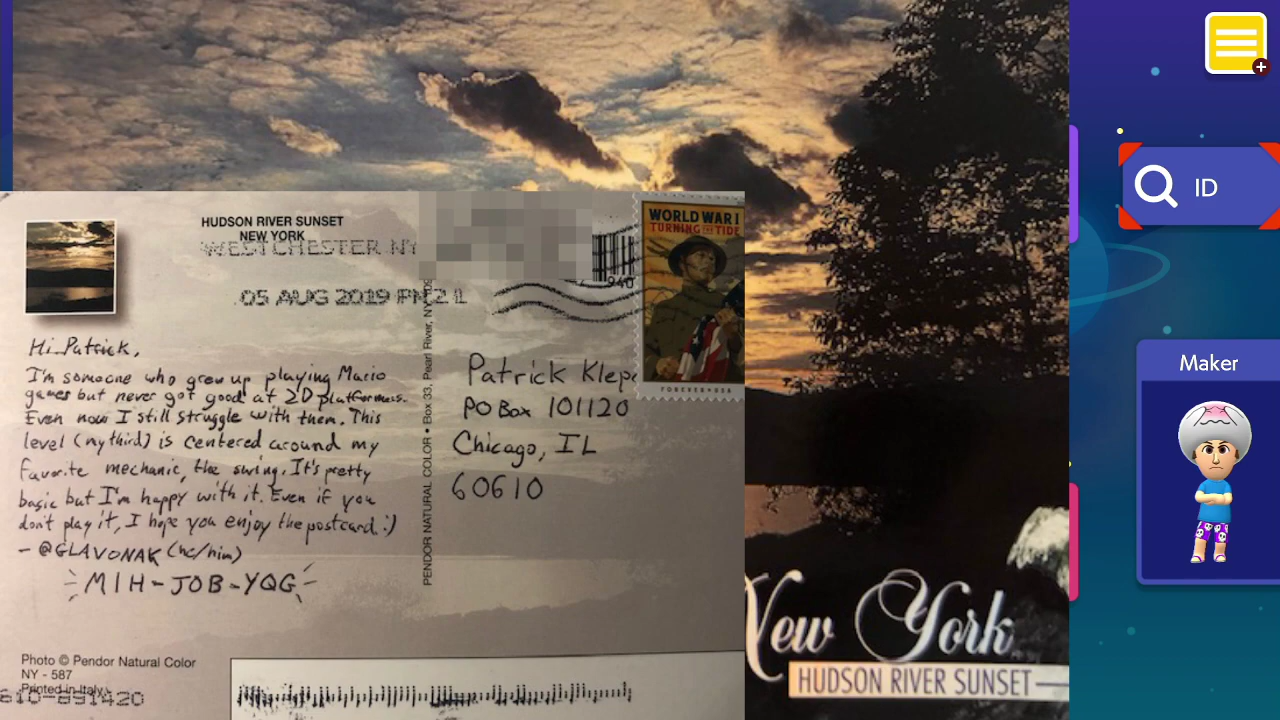 HUDSON RIVER SUNSET
NEW YORK
WESTCHESTER NY
05 AUG 2019 PM 2 L
940
WORLD WAR I
TURNING THE TIDE
FOREVER • USA
Hi Patrick,
I'm someone who grew up playing Mario
games but never got good at 2D platformers.
Even now I still struggle with them. This
level (my third) is centered around my
favorite mechanic, the swing. It's pretty
basic but I'm happy with it. Even if you
don't play it, I hope you enjoy the postcard :)
- @GLAVONAK (he/him)
MIH-JOB-YQG
PENDOR NATURAL COLOR • Box 33, Pearl River, NY
Patrick Klep
PO Box 101120
Chicago, IL
60610
Photo © Pendor Natural Color
NY - 587
Printed in Italy
610-891420
New York
HUDSON RIVER SUNSET
ID
Maker